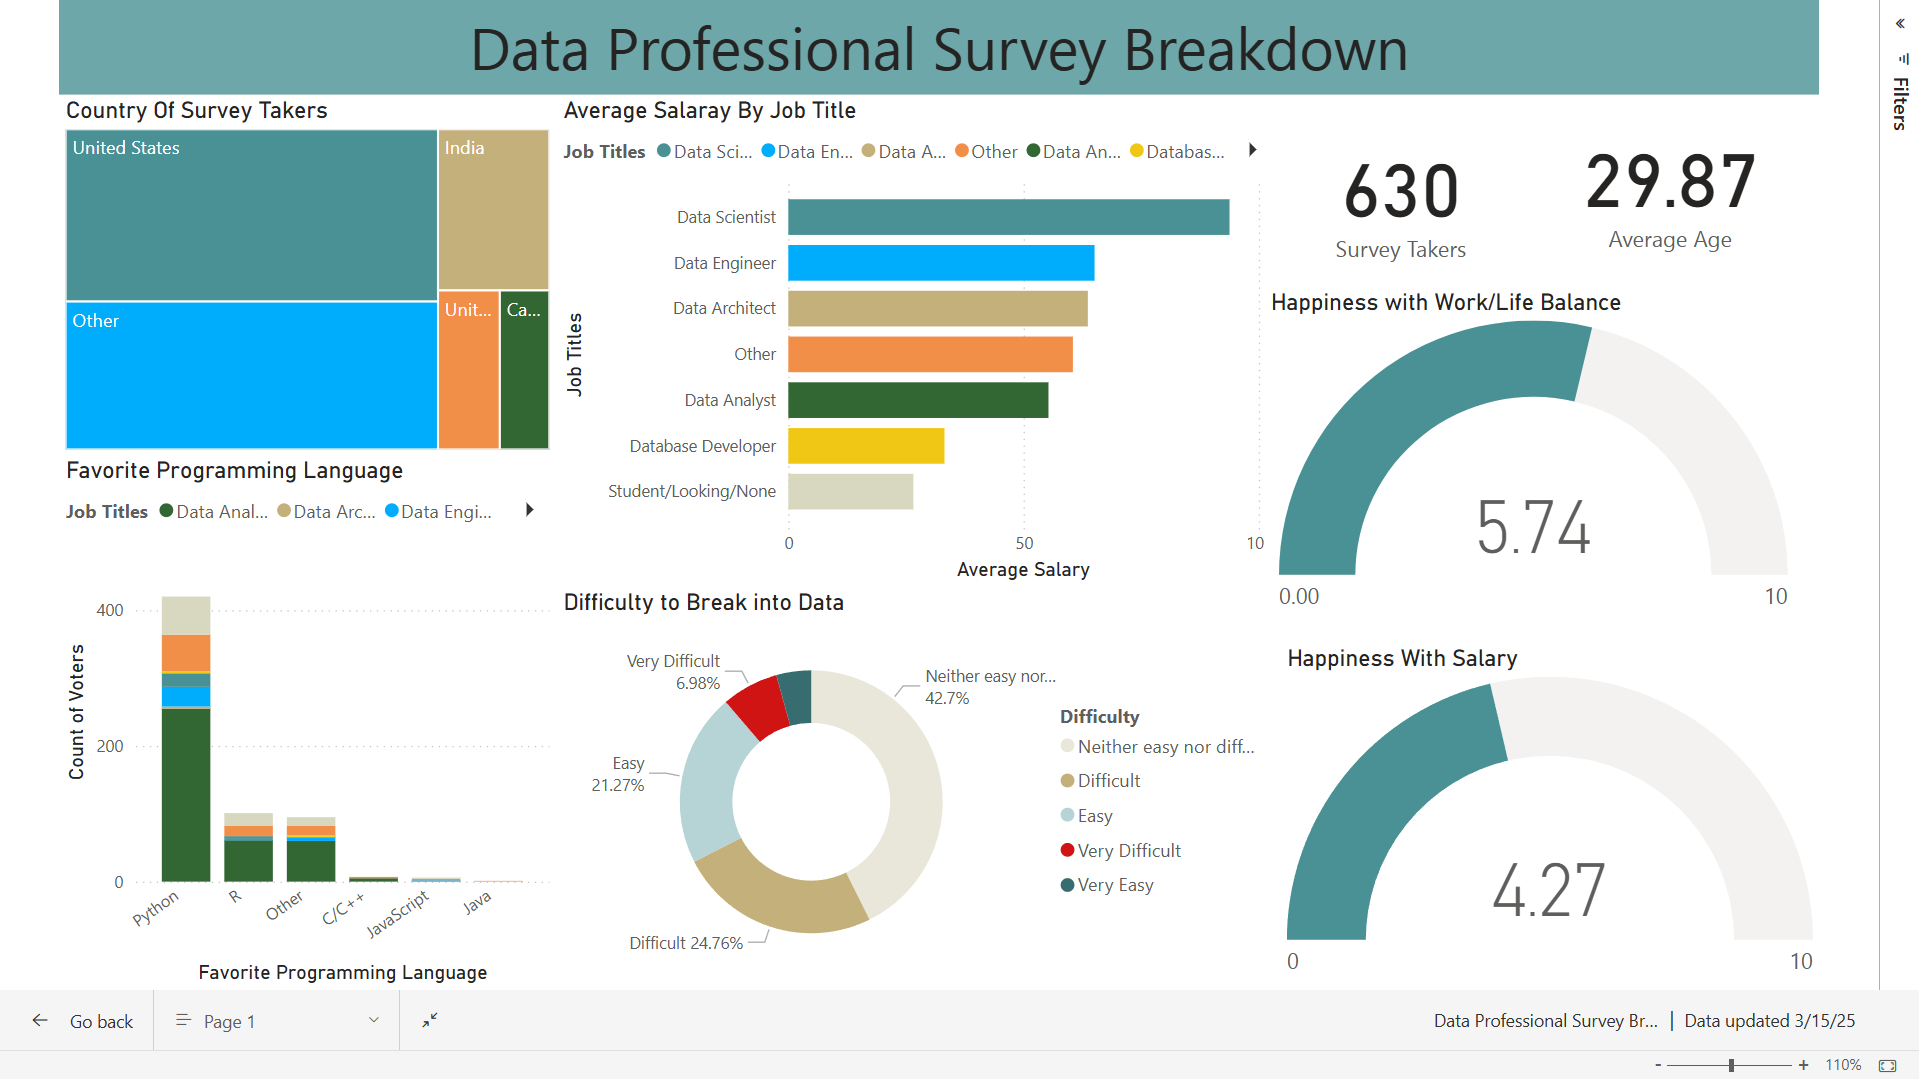 Data Professional Survey Breakdown
«
Filters
Country Of Survey Takers
United States
India
Other
Unit...
Ca...
Average Salaray By Job Title
Job Titles Data Sci... Data En... Data A... Other Data An... Databas...
Job Titles
Data Scientist
Data Engineer
Data Architect
Other
Data Analyst
Database Developer
Student/Looking/None
0 50 10
Average Salary
630
Survey Takers
29.87
Average Age
Happiness with Work/Life Balance
5.74
0.00 10
Favorite Programming Language
Job Titles Data Anal... Data Arc... Data Engi...
Count of Voters
400
200
0
Python R Other C/C++ JavaScript Java
Favorite Programming Language
Difficulty to Break into Data
Very Difficult
6.98%
Neither easy nor...
42.7%
Easy
21.27%
Difficult 24.76%
Difficulty
Neither easy nor diff...
Difficult
Easy
Very Difficult
Very Easy
Happiness With Salary
4.27
0 10
Go back Page 1 Data Professional Survey Br... | Data updated 3/15/25
- + 110%